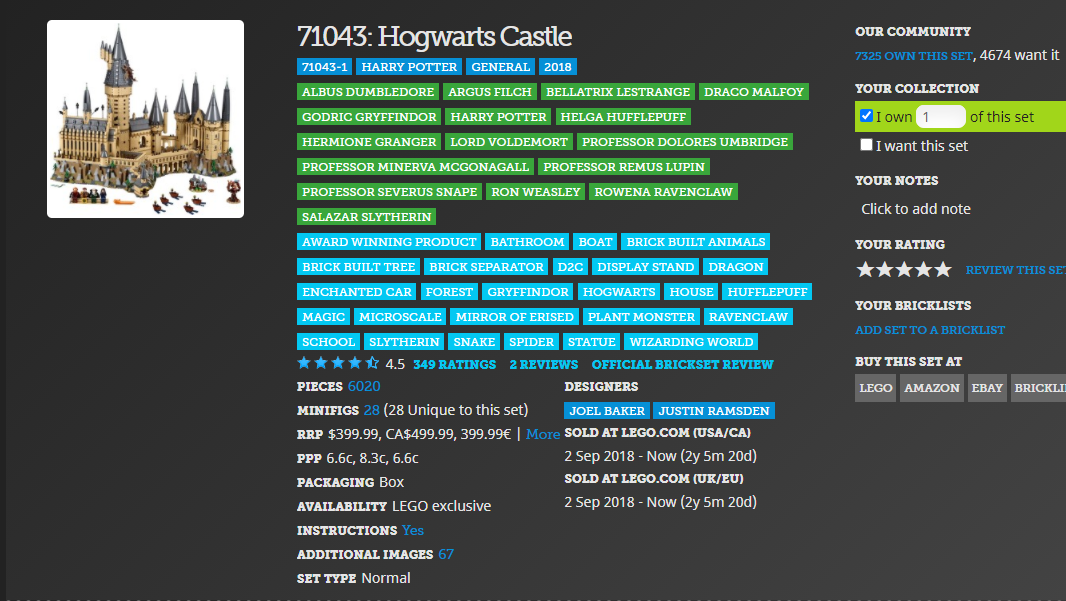 71043: Hogwarts Castle
71043-1 HARRY POTTER GENERAL 2018
ALBUS DUMBLEDORE ARGUS FILCH BELLATRIX LESTRANGE DRACO MALFOY
GODRIC GRYFFINDOR HARRY POTTER HELGA HUFFLEPUFF
HERMIONE GRANGER LORD VOLDEMORT PROFESSOR DOLORES UMBRIDGE
PROFESSOR MINERVA MCGONAGALL PROFESSOR REMUS LUPIN
PROFESSOR SEVERUS SNAPE RON WEASLEY ROWENA RAVENCLAW
SALAZAR SLYTHERIN
AWARD WINNING PRODUCT BATHROOM BOAT BRICK BUILT ANIMALS
BRICK BUILT TREE BRICK SEPARATOR D2C DISPLAY STAND DRAGON
ENCHANTED CAR FOREST GRYFFINDOR HOGWARTS HOUSE HUFFLEPUFF
MAGIC MICROSCALE MIRROR OF ERISED PLANT MONSTER RAVENCLAW
SCHOOL SLYTHERIN SNAKE SPIDER STATUE WIZARDING WORLD
4.5 349 RATINGS 2 REVIEWS OFFICIAL BRICKSET REVIEW
PIECES 6020
MINIFIGS 28 (28 Unique to this set)
RRP $399.99, CA$499.99, 399.99€ | More
PPP 6.6c, 8.3c, 6.6c
PACKAGING Box
AVAILABILITY LEGO exclusive
INSTRUCTIONS Yes
ADDITIONAL IMAGES 67
SET TYPE Normal
DESIGNERS
JOEL BAKER JUSTIN RAMSDEN
SOLD AT LEGO.COM (USA/CA)
2 Sep 2018 - Now (2y 5m 20d)
SOLD AT LEGO.COM (UK/EU)
2 Sep 2018 - Now (2y 5m 20d)
OUR COMMUNITY
7325 OWN THIS SET, 4674 want it
YOUR COLLECTION
I own 1 of this set
I want this set
YOUR NOTES
Click to add note
YOUR RATING
REVIEW THIS SET
YOUR BRICKLISTS
ADD SET TO A BRICKLIST
BUY THIS SET AT
LEGO AMAZON EBAY